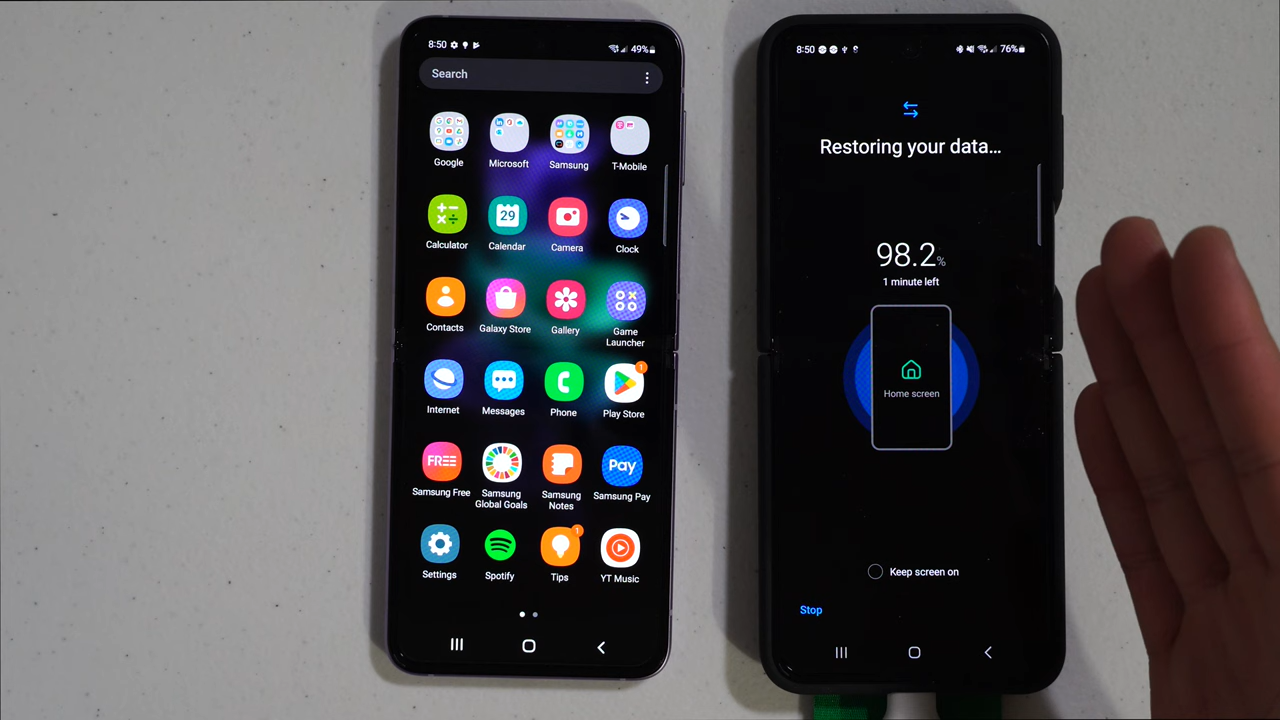 8:50
49%
Search
Google
Microsoft
Samsung
T-Mobile
Calculator
29
Calendar
Camera
Clock
Contacts
Galaxy Store
Gallery
Game
Launcher
Internet
Messages
Phone
1
Play Store
FREE
Samsung Free
Samsung
Global Goals
Samsung
Notes
Pay
Samsung Pay
Settings
Spotify
1
Tips
YT Music
8:50
76%
Restoring your data...
98.2%
1 minute left
Home screen
Keep screen on
Stop